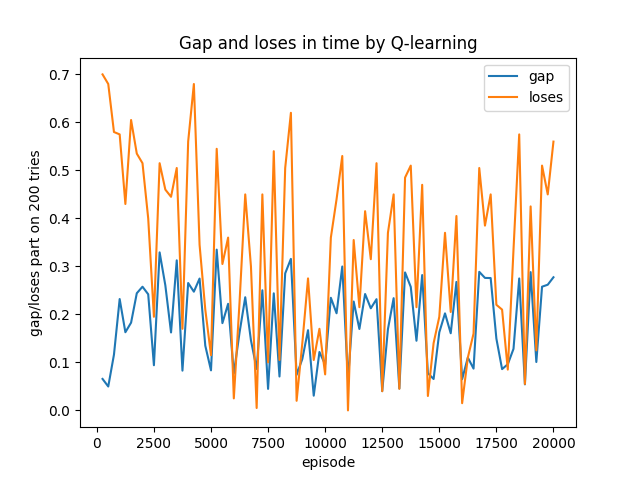 Gap and loses in time by Q-learning
gap
loses
gap/loses part on 200 tries
0.7
0.6
0.5
0.4
0.3
0.2
0.1
0.0
0 2500 5000 7500 10000 12500 15000 17500 20000
episode